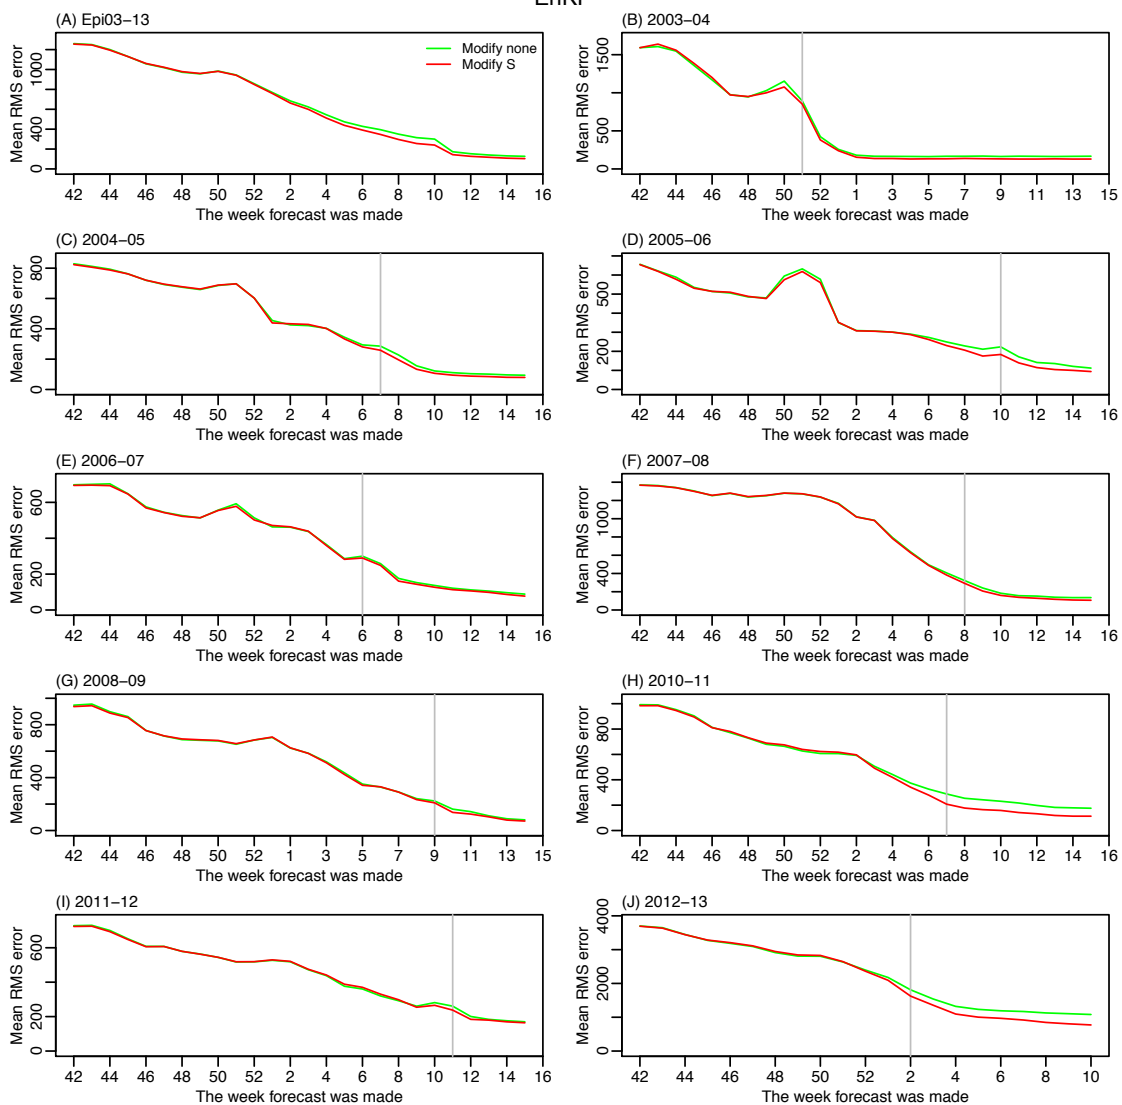 EnKF
(A) Epi03−13
Mean RMS error
0 400 1000
Modify none
Modify S
42 44 46 48 50 52 2 4 6 8 10 12 14 16
The week forecast was made
(B) 2003−04
Mean RMS error
0 500 1500
42 44 46 48 50 52 1 3 5 7 9 11 13 15
The week forecast was made
(C) 2004−05
Mean RMS error
0 400 800
42 44 46 48 50 52 2 4 6 8 10 12 14 16
The week forecast was made
(D) 2005−06
Mean RMS error
0 200 500
42 44 46 48 50 52 2 4 6 8 10 12 14 16
The week forecast was made
(E) 2006−07
Mean RMS error
0 200 600
42 44 46 48 50 52 2 4 6 8 10 12 14 16
The week forecast was made
(F) 2007−08
Mean RMS error
0 400 1000
42 44 46 48 50 52 2 4 6 8 10 12 14 16
The week forecast was made
(G) 2008−09
Mean RMS error
0 400 800
42 44 46 48 50 52 1 3 5 7 9 11 13 15
The week forecast was made
(H) 2010−11
Mean RMS error
0 400 800
42 44 46 48 50 52 2 4 6 8 10 12 14 16
The week forecast was made
(I) 2011−12
Mean RMS error
0 200 600
42 44 46 48 50 52 2 4 6 8 10 12 14 16
The week forecast was made
(J) 2012−13
Mean RMS error
0 2000 4000
42 44 46 48 50 52 2 4 6 8 10
The week forecast was made